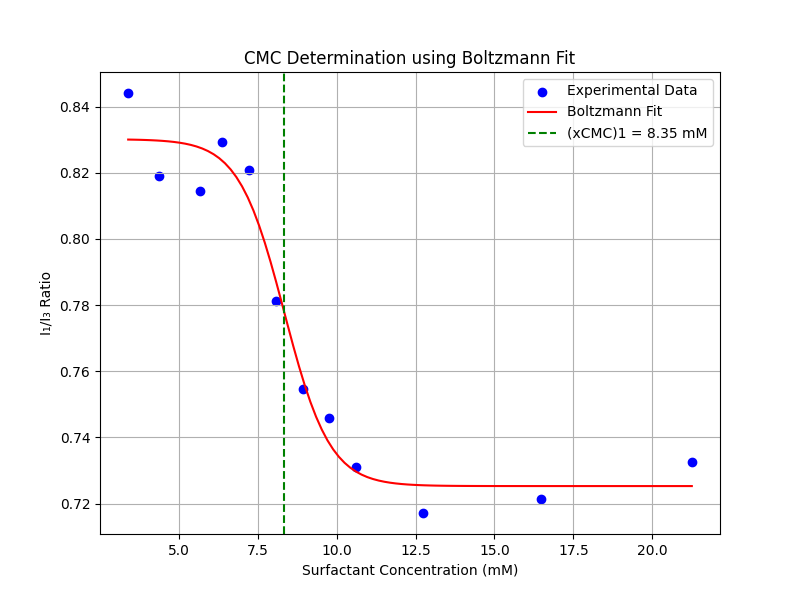 CMC Determination using Boltzmann Fit
Experimental Data
Boltzmann Fit
(xCMC)1 = 8.35 mM
I₁/I₃ Ratio
0.84
0.82
0.80
0.78
0.76
0.74
0.72
5.0 7.5 10.0 12.5 15.0 17.5 20.0
Surfactant Concentration (mM)